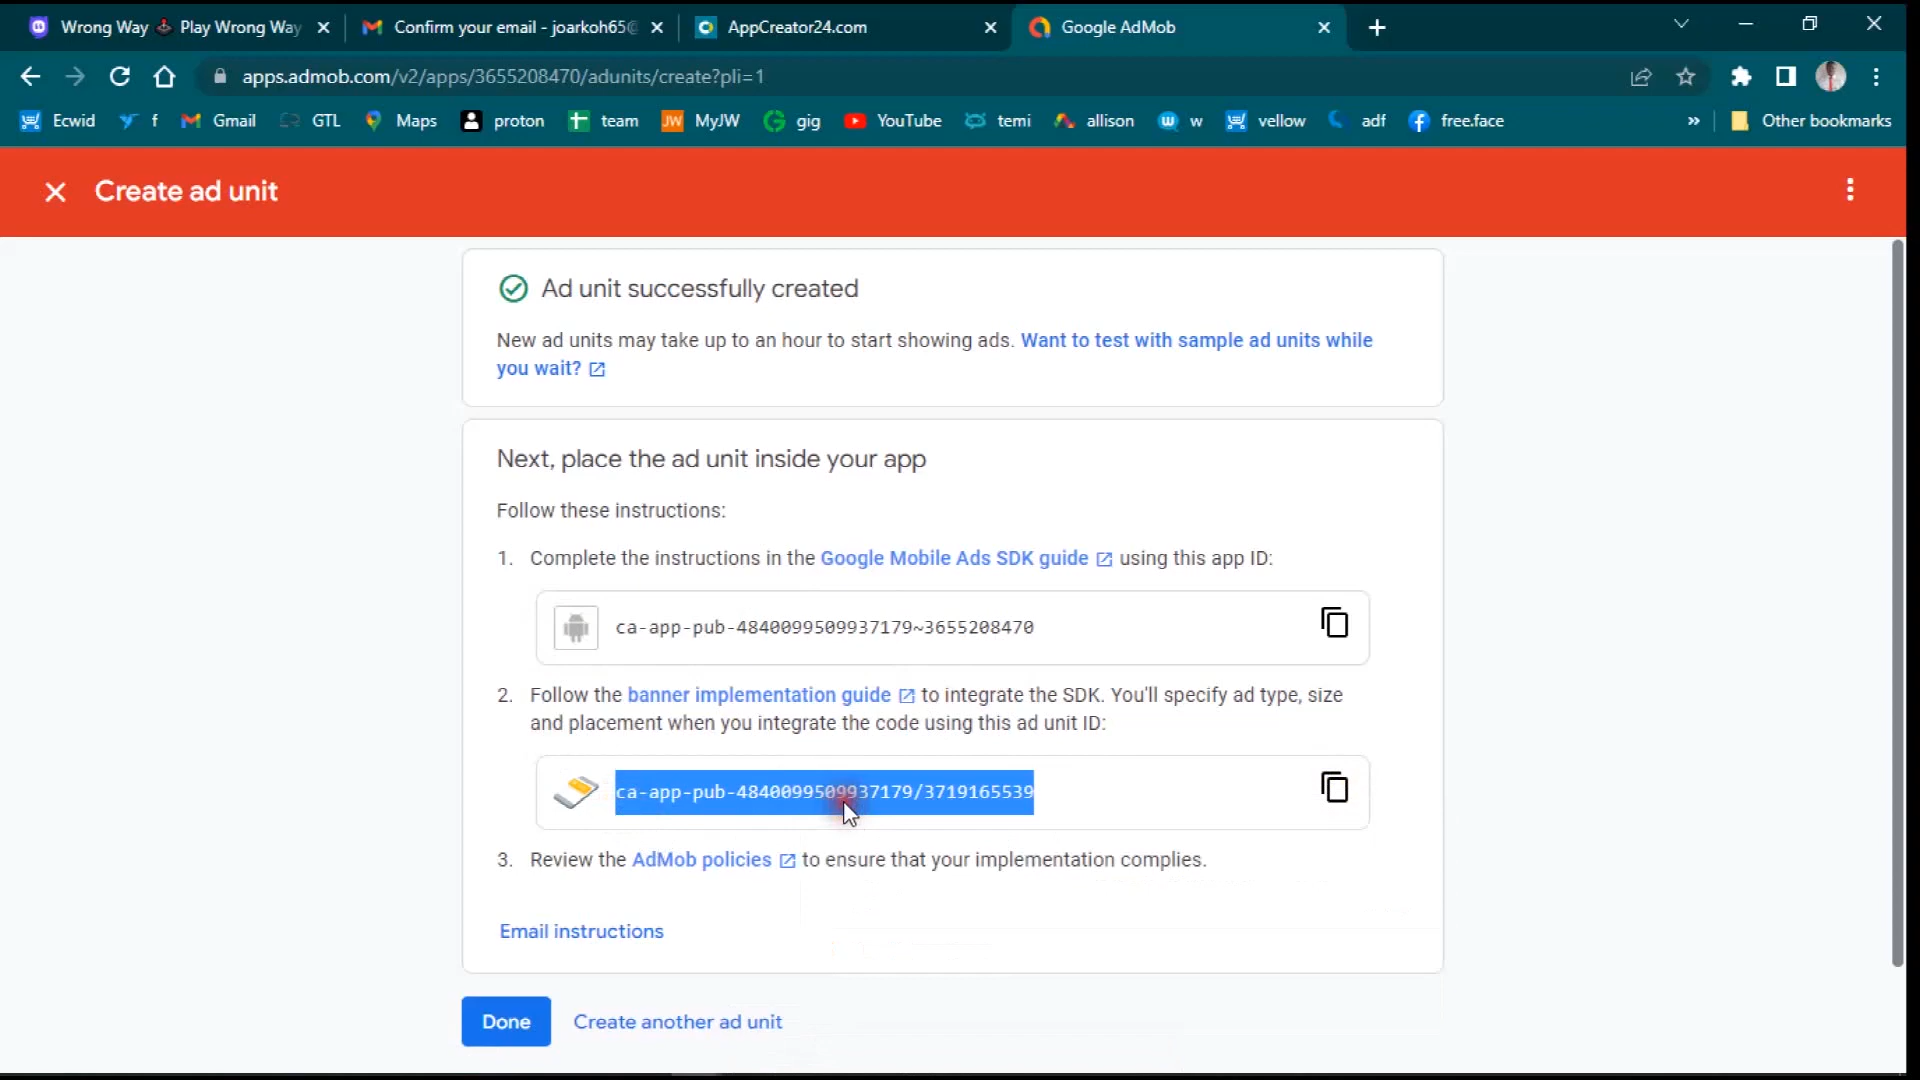 Wrong Way 🕹 Play Wrong Way
Confirm your email - joarkoh65@
AppCreator24.com
Google AdMob
apps.admob.com/v2/apps/3655208470/adunits/create?pli=1
Ecwid f Gmail GTL Maps proton team MyJW gig YouTube temi allison w vellow adf free.face » Other bookmarks
Create ad unit
Ad unit successfully created
New ad units may take up to an hour to start showing ads. Want to test with sample ad units while
you wait?
Next, place the ad unit inside your app
Follow these instructions:
1. Complete the instructions in the Google Mobile Ads SDK guide using this app ID:
ca-app-pub-4840099509937179~3655208470
2. Follow the banner implementation guide to integrate the SDK. You'll specify ad type, size
and placement when you integrate the code using this ad unit ID:
ca-app-pub-4840099509937179/3719165539
3. Review the AdMob policies to ensure that your implementation complies.
Email instructions
Done Create another ad unit